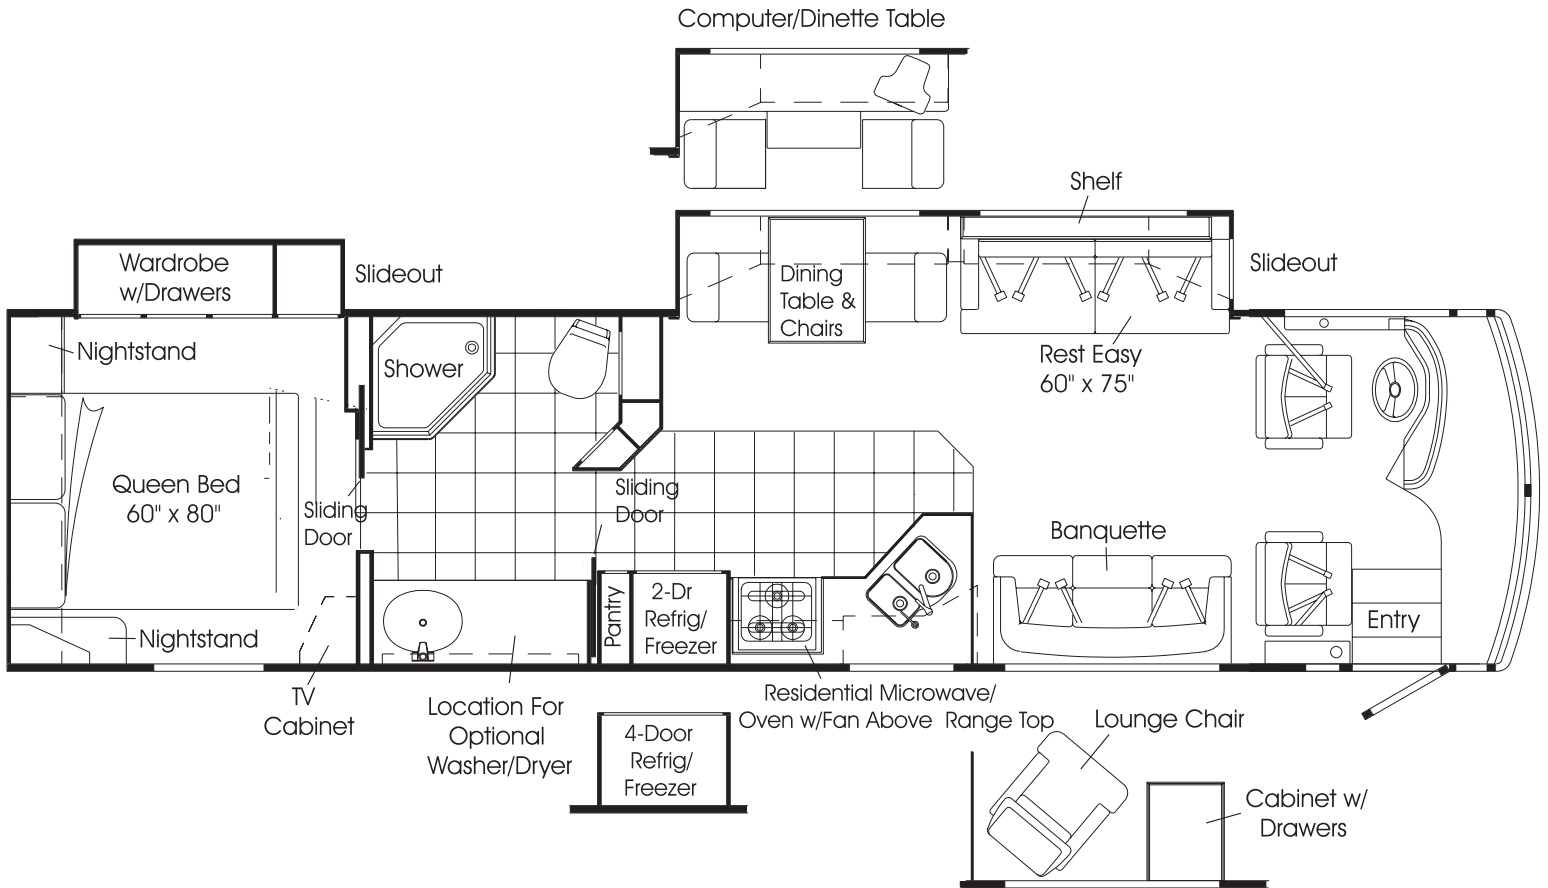 Computer/Dinette Table
Shelf
Wardrobe
w/Drawers
Slideout
Dining
Table &
Chairs
Slideout
Nightstand
Shower
Rest Easy
60" x 75"
Queen Bed
60" x 80"
Sliding
Door
Sliding
Door
Banquette
Nightstand
Pantry
2-Dr
Refrig/
Freezer
Entry
TV
Cabinet
Location For
Optional
Washer/Dryer
4-Door
Refrig/
Freezer
Residential Microwave/
Oven w/Fan Above Range Top
Lounge Chair
Cabinet w/
Drawers